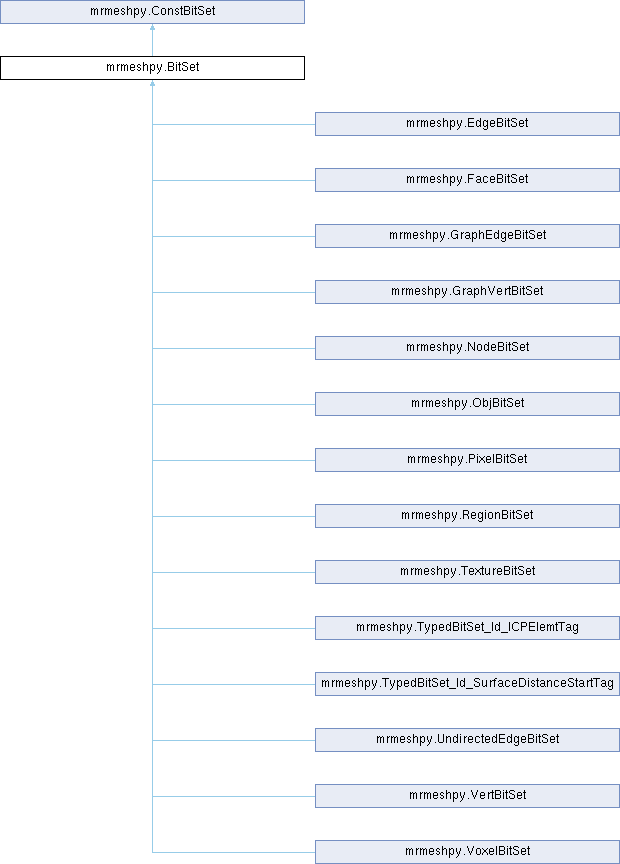 mrmeshpy.ConstBitSet
mrmeshpy.BitSet
mrmeshpy.EdgeBitSet
mrmeshpy.FaceBitSet
mrmeshpy.GraphEdgeBitSet
mrmeshpy.GraphVertBitSet
mrmeshpy.NodeBitSet
mrmeshpy.ObjBitSet
mrmeshpy.PixelBitSet
mrmeshpy.RegionBitSet
mrmeshpy.TextureBitSet
mrmeshpy.TypedBitSet_Id_ICPElemtTag
mrmeshpy.TypedBitSet_Id_SurfaceDistanceStartTag
mrmeshpy.UndirectedEdgeBitSet
mrmeshpy.VertBitSet
mrmeshpy.VoxelBitSet